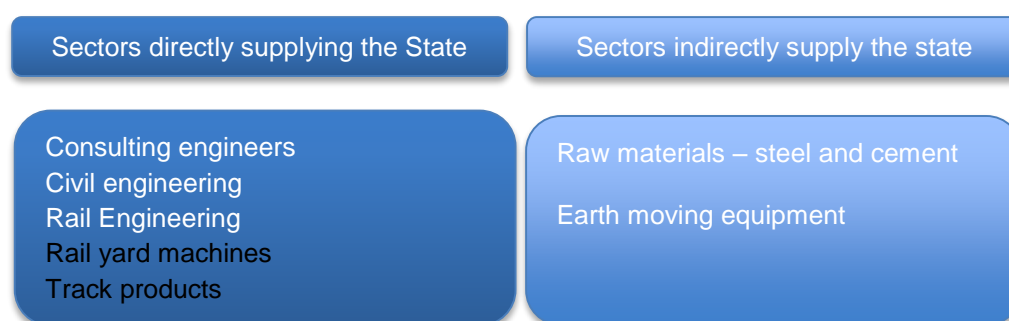 Sectors directly supplying the State
Sectors indirectly supply the state
Consulting engineers
Civil engineering
Rail Engineering
Rail yard machines
Track products
Raw materials – steel and cement
Earth moving equipment